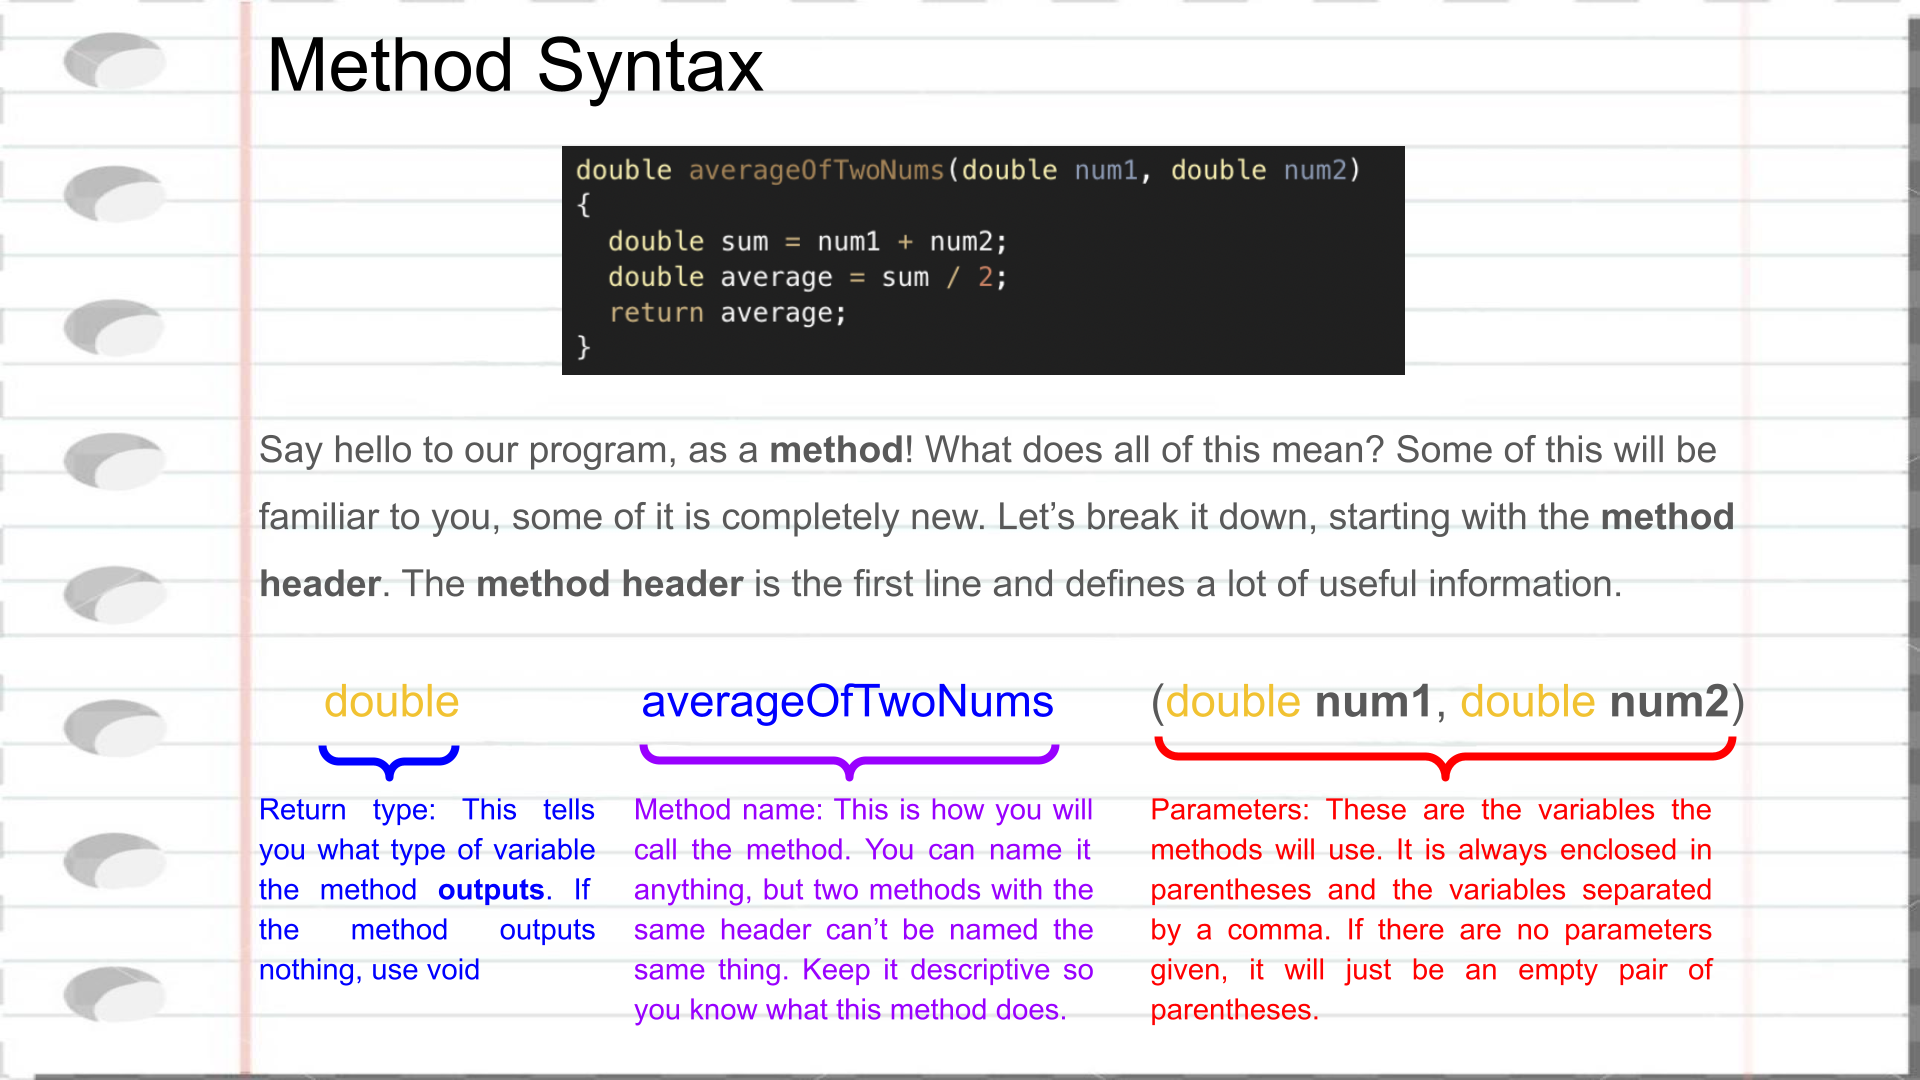 Method Syntax
double averageOfTwoNums(double num1, double num2)
{
  double sum = num1 + num2;
  double average = sum / 2;
  return average;
}
Say hello to our program, as a method! What does all of this mean? Some of this will be
familiar to you, some of it is completely new. Let’s break it down, starting with the method
header. The method header is the first line and defines a lot of useful information.
double
Return type: This tells
you what type of variable
the method outputs. If
the method outputs
nothing, use void
averageOfTwoNums
Method name: This is how you will
call the method. You can name it
anything, but two methods with the
same header can’t be named the
same thing. Keep it descriptive so
you know what this method does.
(double num1, double num2)
Parameters: These are the variables the
methods will use. It is always enclosed in
parentheses and the variables separated
by a comma. If there are no parameters
given, it will just be an empty pair of
parentheses.